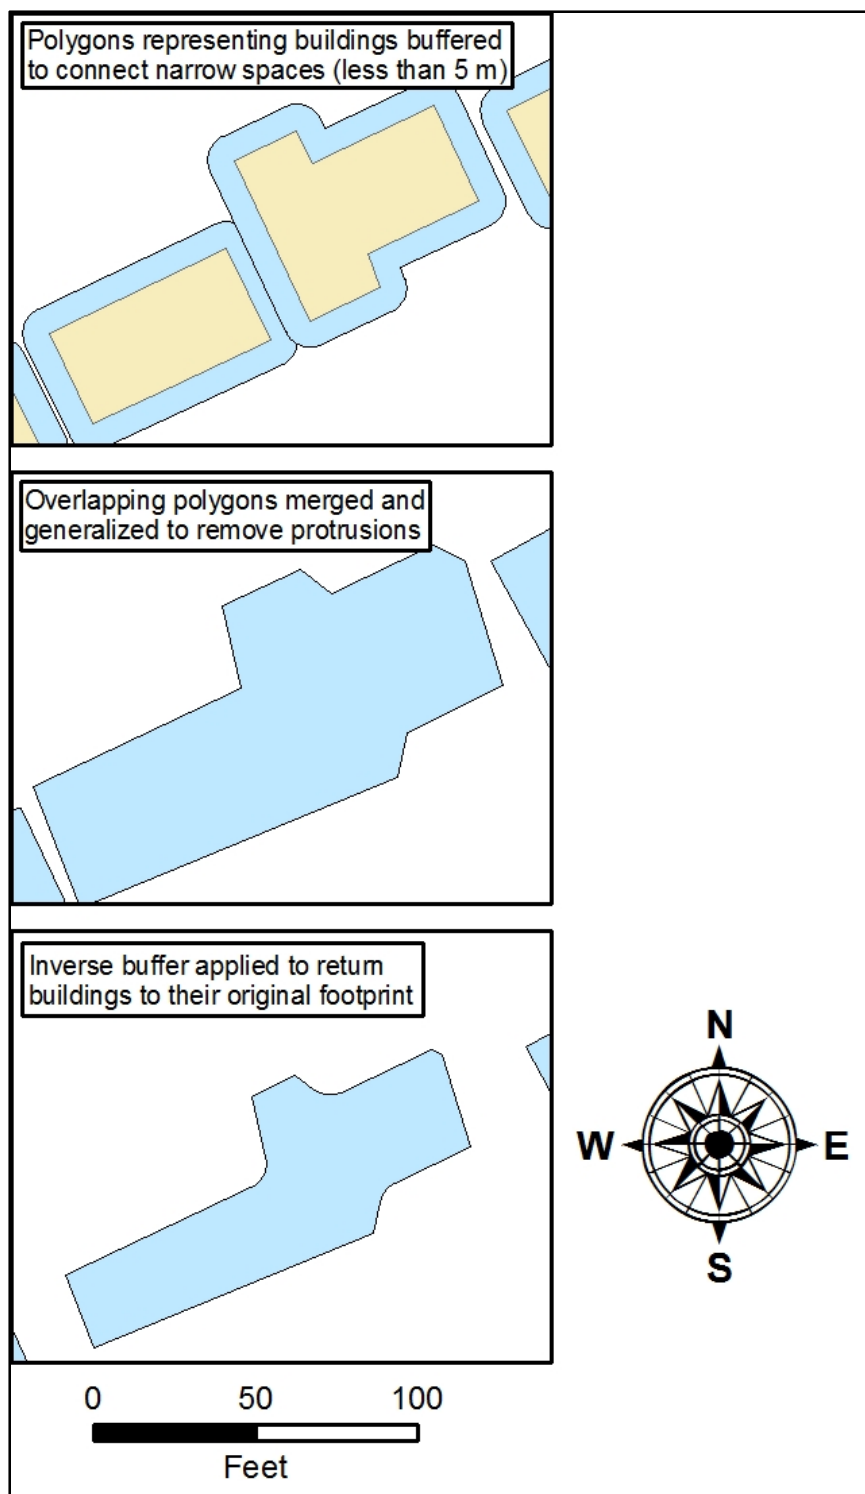 Polygons representing buildings buffered
to connect narrow spaces (less than 5 m)
Overlapping polygons merged and
generalized to remove protrusions
Inverse buffer applied to return
buildings to their original footprint
N
W E
S
0 50 100
Feet